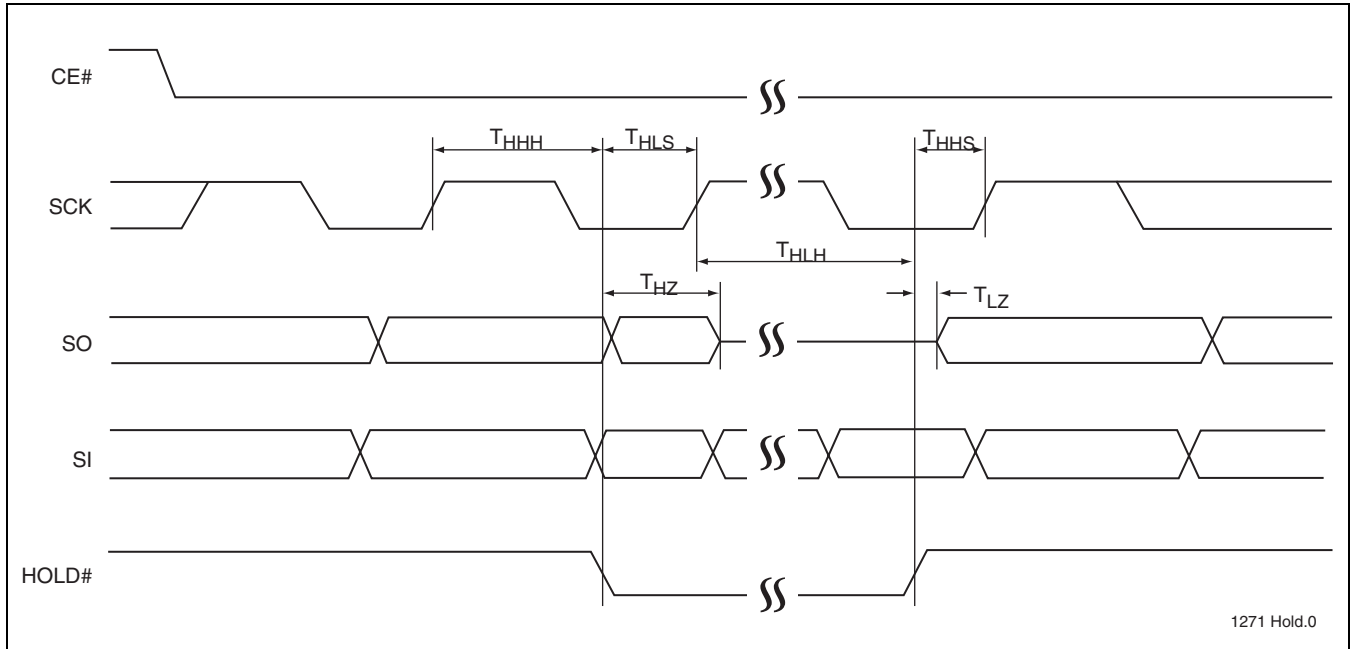 CE#
THHH THLS THHS
SCK
THLH
THZ TLZ
SO
SI
HOLD#
1271 Hold.0